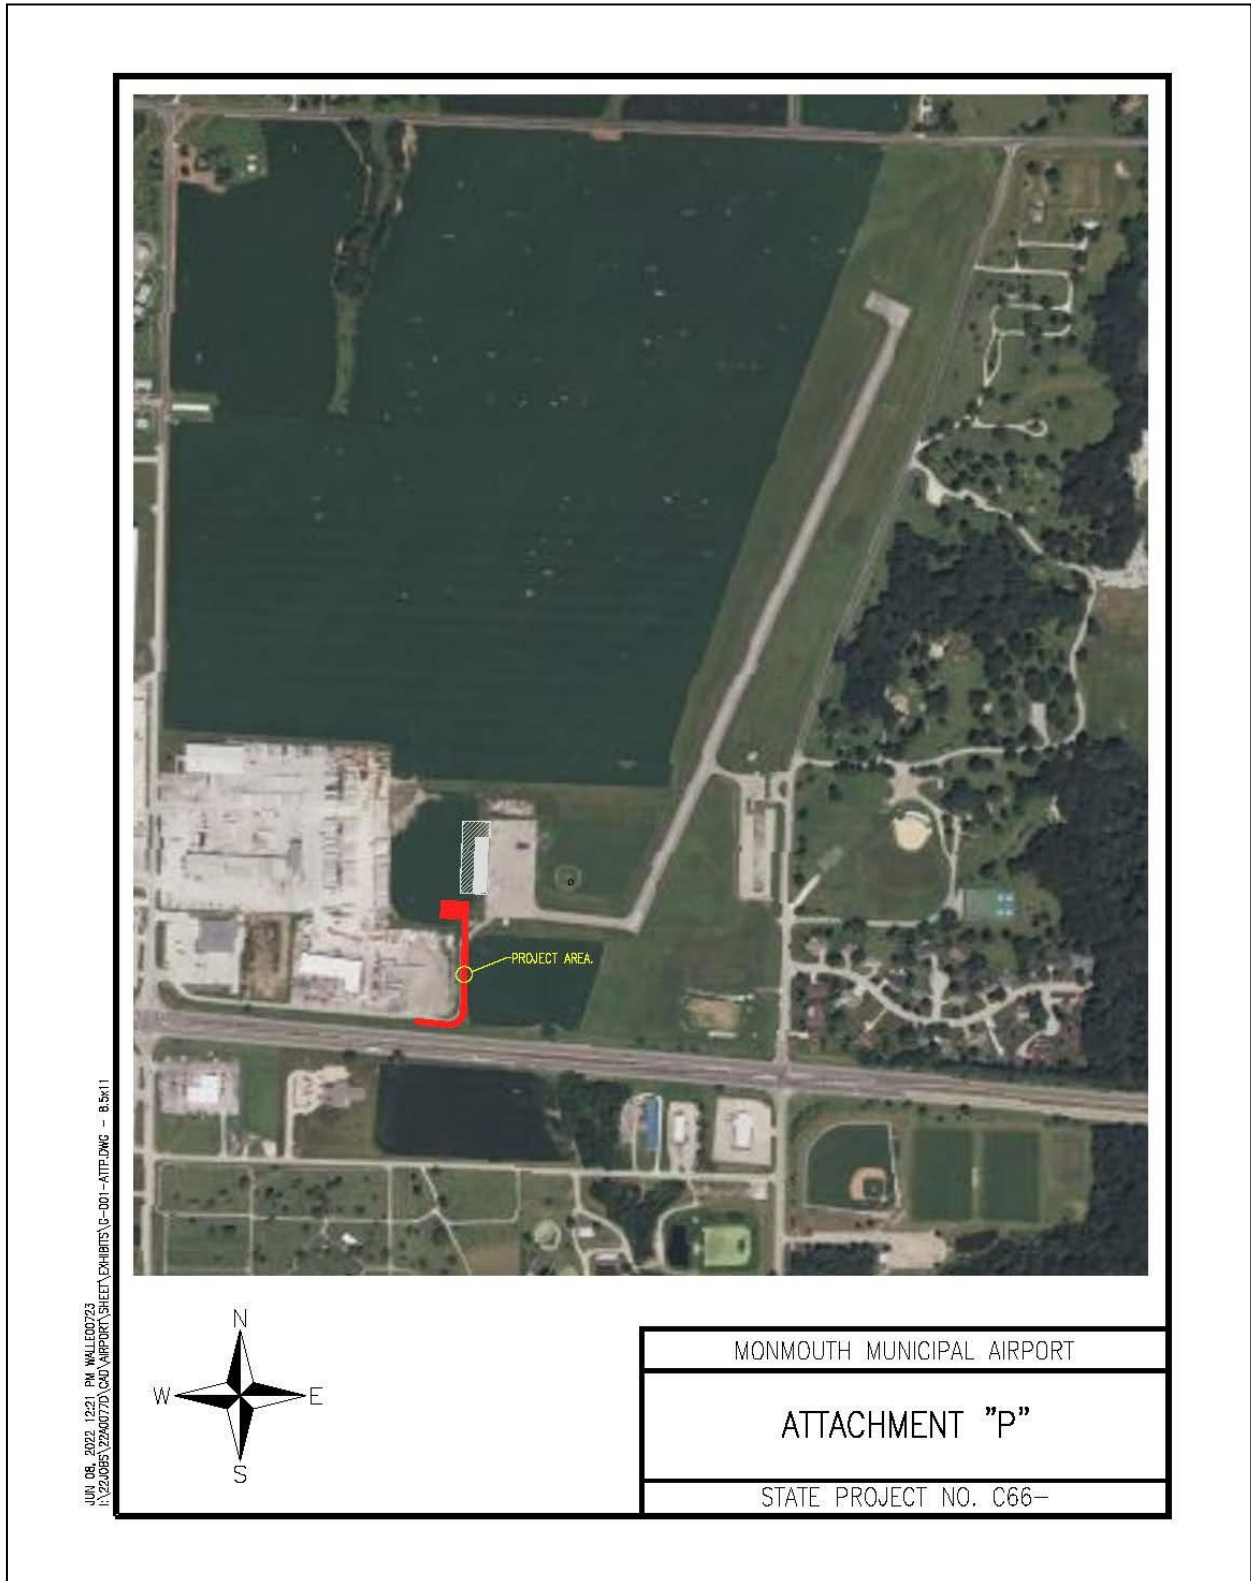 PROJECT AREA.
N
W
E
S
MONMOUTH MUNICIPAL AIRPORT
ATTACHMENT "P"
STATE PROJECT NO. C66-
JUN 08, 2022 12:21 PM WALLE00723
I:\22JOBS\22A0077D\CAD\AIRPORT\SHEET\EXHIBITS\G-001-ATTP.DWG - 8.5x11